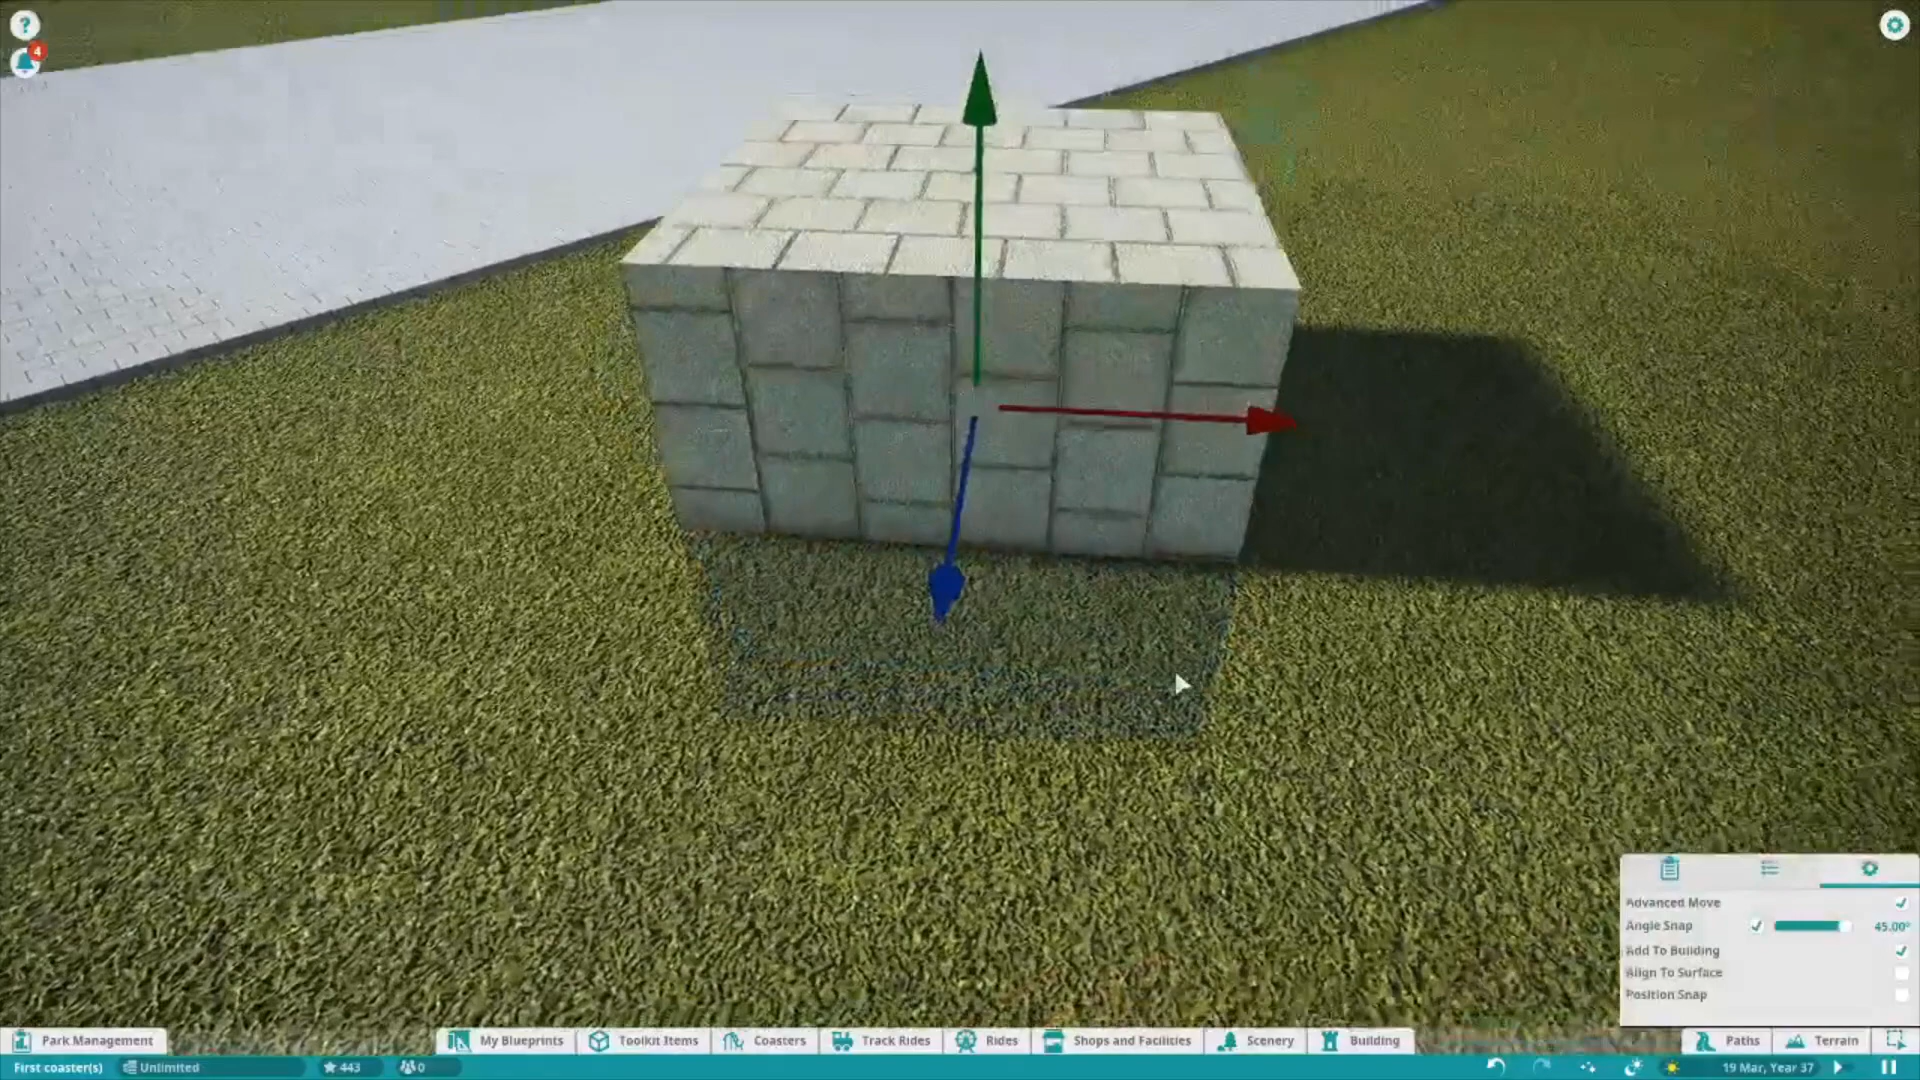 ?
4
Advanced Move
Angle Snap 45.00°
Add To Building
Align To Surface
Position Snap
Park Management
My Blueprints
Toolkit Items
Coasters
Track Rides
Rides
Shops and Facilities
Scenery
Building
Paths
Terrain
First coaster(s)
Unlimited
443
0
19 Mar, Year 37